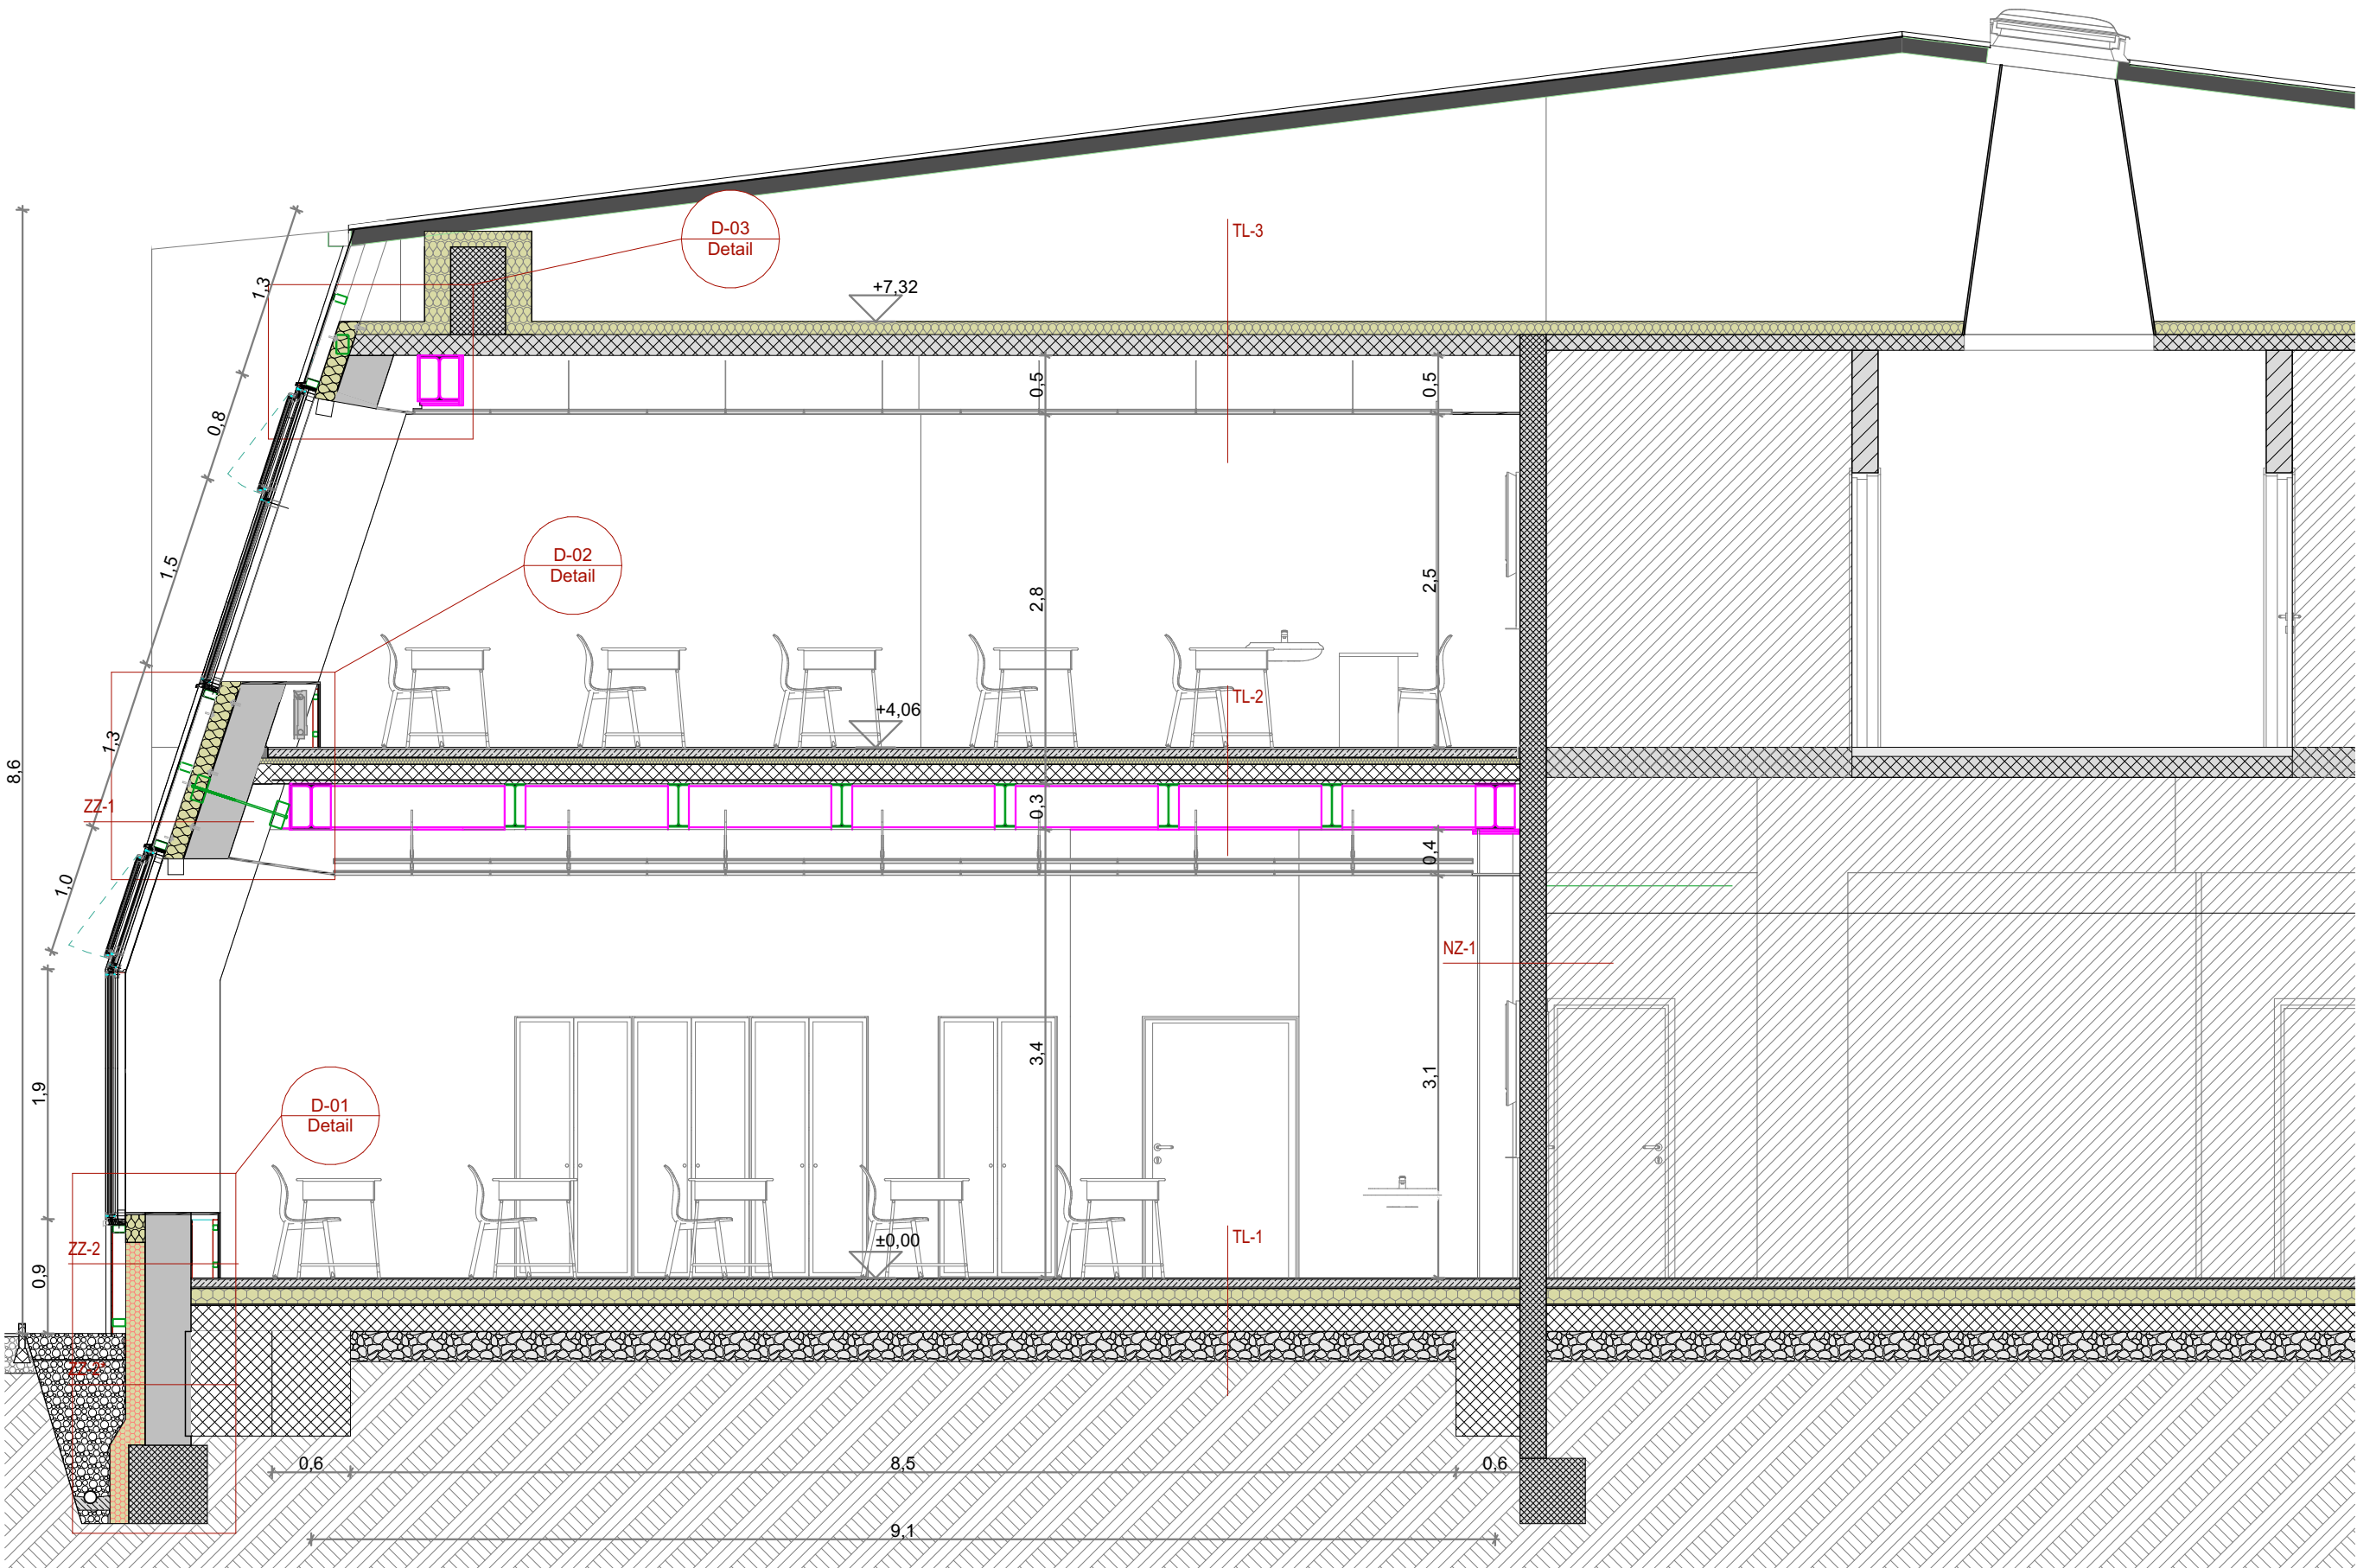 D-03
Detail
TL-3
+7,32
1,3
0,5
0,5
0,8
D-02
Detail
1,5
2,8
2,5
TL-2
+4,06
1,3
8,6
ZZ-1
0,3
0,4
1,0
NZ-1
3,4
3,1
1,9
D-01
Detail
TL-1
±0,00
ZZ-2
0,9
0,6
8,5
0,6
9,1